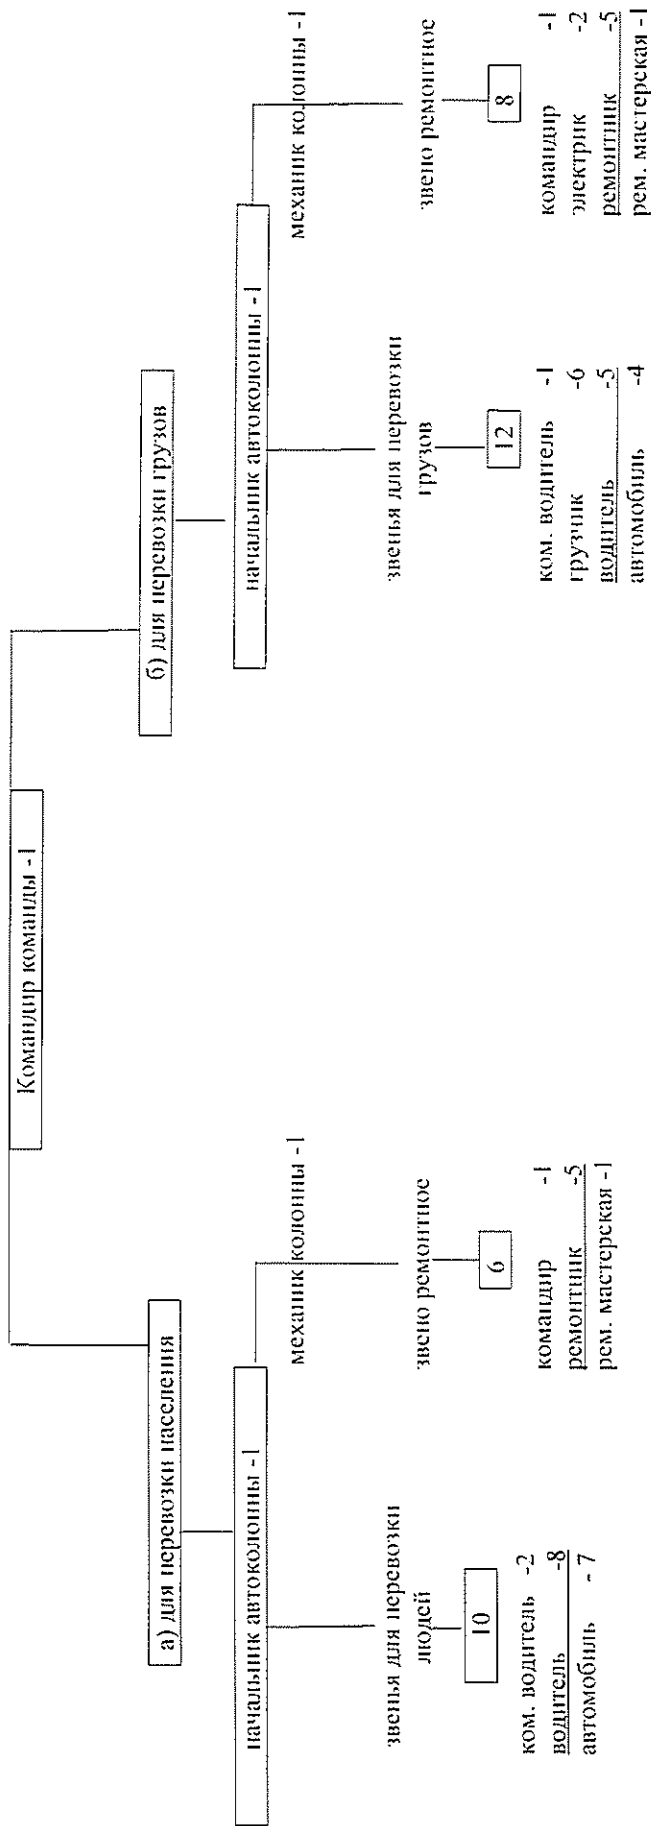 Командир команды -1
а) для перевозки населения
начальник автоколонны -1
механик колонны -1
звенья для перевозки
людей
10
ком. водитель -2
водитель -8
автомобиль - 7
звено ремонтное
6
командир -1
ремонтник -5
рем. мастерская -1
б) для перевозки грузов
начальник автоколонны -1
механик колонны -1
звенья для перевозки
грузов
12
ком. водитель -1
грузчик -6
водитель -5
автомобиль -4
звено ремонтное
8
командир -1
электрик -2
ремонтник -5
рем. мастерская -1